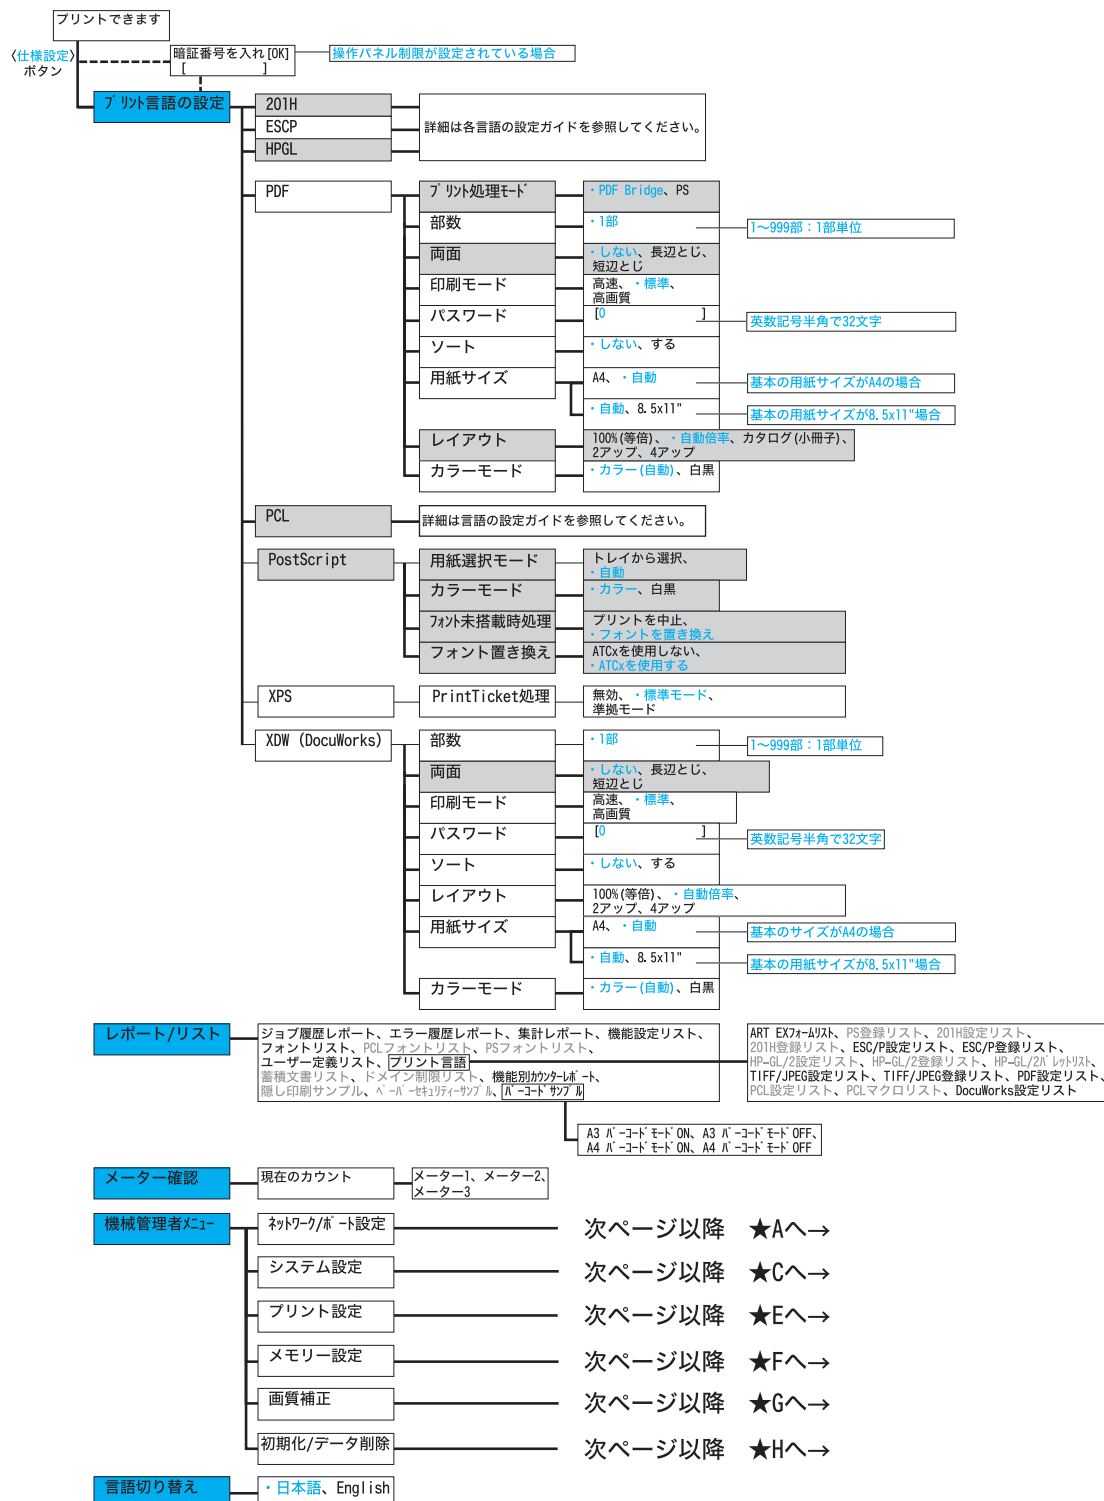 プリントできます
〈仕様設定〉
ボタン
暗証番号を入れ[OK]
[ ]
操作パネル制限が設定されている場合
プリント言語の設定
201H
ESCP
HPGL
詳細は各言語の設定ガイドを参照してください。
PDF
プリント処理モード
・PDF Bridge、PS
部数
・1部
1～999部：1部単位
両面
・しない、長辺とじ、
短辺とじ
印刷モード
高速、・標準、
高画質
パスワード
[0 ]
英数記号半角で32文字
ソート
・しない、する
用紙サイズ
A4、・自動
基本の用紙サイズがA4の場合
・自動、8.5x11"
基本の用紙サイズが8.5x11"場合
レイアウト
100%(等倍)、・自動倍率、カタログ(小冊子)、
2アップ、4アップ
カラーモード
・カラー(自動)、白黒
PCL
詳細は言語の設定ガイドを参照してください。
PostScript
用紙選択モード
トレイから選択、
・自動
カラーモード
・カラー、白黒
フォント未搭載時処理
プリントを中止、
・フォントを置き換え
フォント置き換え
ATCxを使用しない、
・ATCxを使用する
XPS
PrintTicket処理
無効、・標準モード、
準拠モード
XDW (DocuWorks)
部数
・1部
1～999部：1部単位
両面
・しない、長辺とじ、
短辺とじ
印刷モード
高速、・標準、
高画質
パスワード
[0 ]
英数記号半角で32文字
ソート
・しない、する
レイアウト
100%(等倍)、・自動倍率、
2アップ、4アップ
用紙サイズ
A4、・自動
基本のサイズがA4の場合
・自動、8.5x11"
基本の用紙サイズが8.5x11"場合
カラーモード
・カラー(自動)、白黒
レポート/リスト
ジョブ履歴レポート、エラー履歴レポート、集計レポート、機能設定リスト、
フォントリスト、PCLフォントリスト、PSフォントリスト、
ユーザー定義リスト、プリント言語
蓄積文書リスト、ドメイン制限リスト、機能別カウンターレポート、
隠し印刷サンプル、ペーパーセキュリティーサンプル、バーコードサンプル
ART EXフォームリスト、PS登録リスト、201H設定リスト、
201H登録リスト、ESC/P設定リスト、ESC/P登録リスト、
HP-GL/2設定リスト、HP-GL/2登録リスト、HP-GL/2パレットリスト、
TIFF/JPEG設定リスト、TIFF/JPEG登録リスト、PDF設定リスト、
PCL設定リスト、PCLマクロリスト、DocuWorks設定リスト
A3 バーコードモードON、A3 バーコードモードOFF、
A4 バーコードモードON、A4 バーコードモードOFF
メーター確認
現在のカウント
メーター1、メーター2、
メーター3
機械管理者メニュー
ネットワーク/ポート設定
次ページ以降 ★Aへ→
システム設定
次ページ以降 ★Cへ→
プリント設定
次ページ以降 ★Eへ→
メモリー設定
次ページ以降 ★Fへ→
画質補正
次ページ以降 ★Gへ→
初期化/データ削除
次ページ以降 ★Hへ→
言語切り替え
・日本語、English